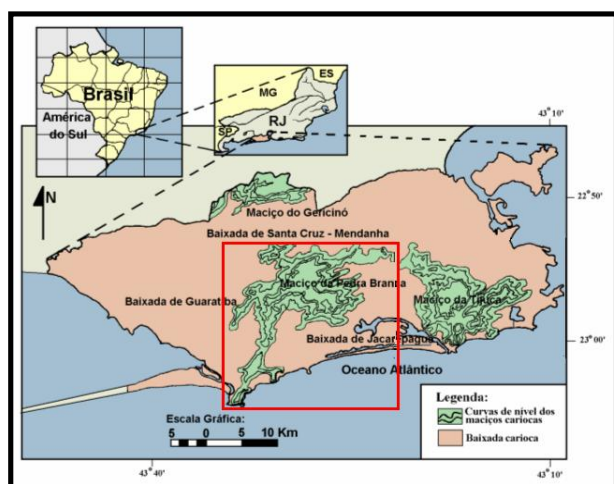 Brasil
América
do Sul
ES
MG
RJ
SP
43°10'
N
22°50'
Maciço do Gericinó
Baixada de Santa Cruz - Mendanha
Maciço da Pedra Branca
Baixada de Guaratiba
Maciço da Tijuca
Baixada de Jacarepaguá
23°00'
Oceano Atlântico
Legenda:
Curvas de nível dos
maciços cariocas
Baixada carioca
Escala Gráfica:
5 0 5 10 Km
43°40'
43°10'